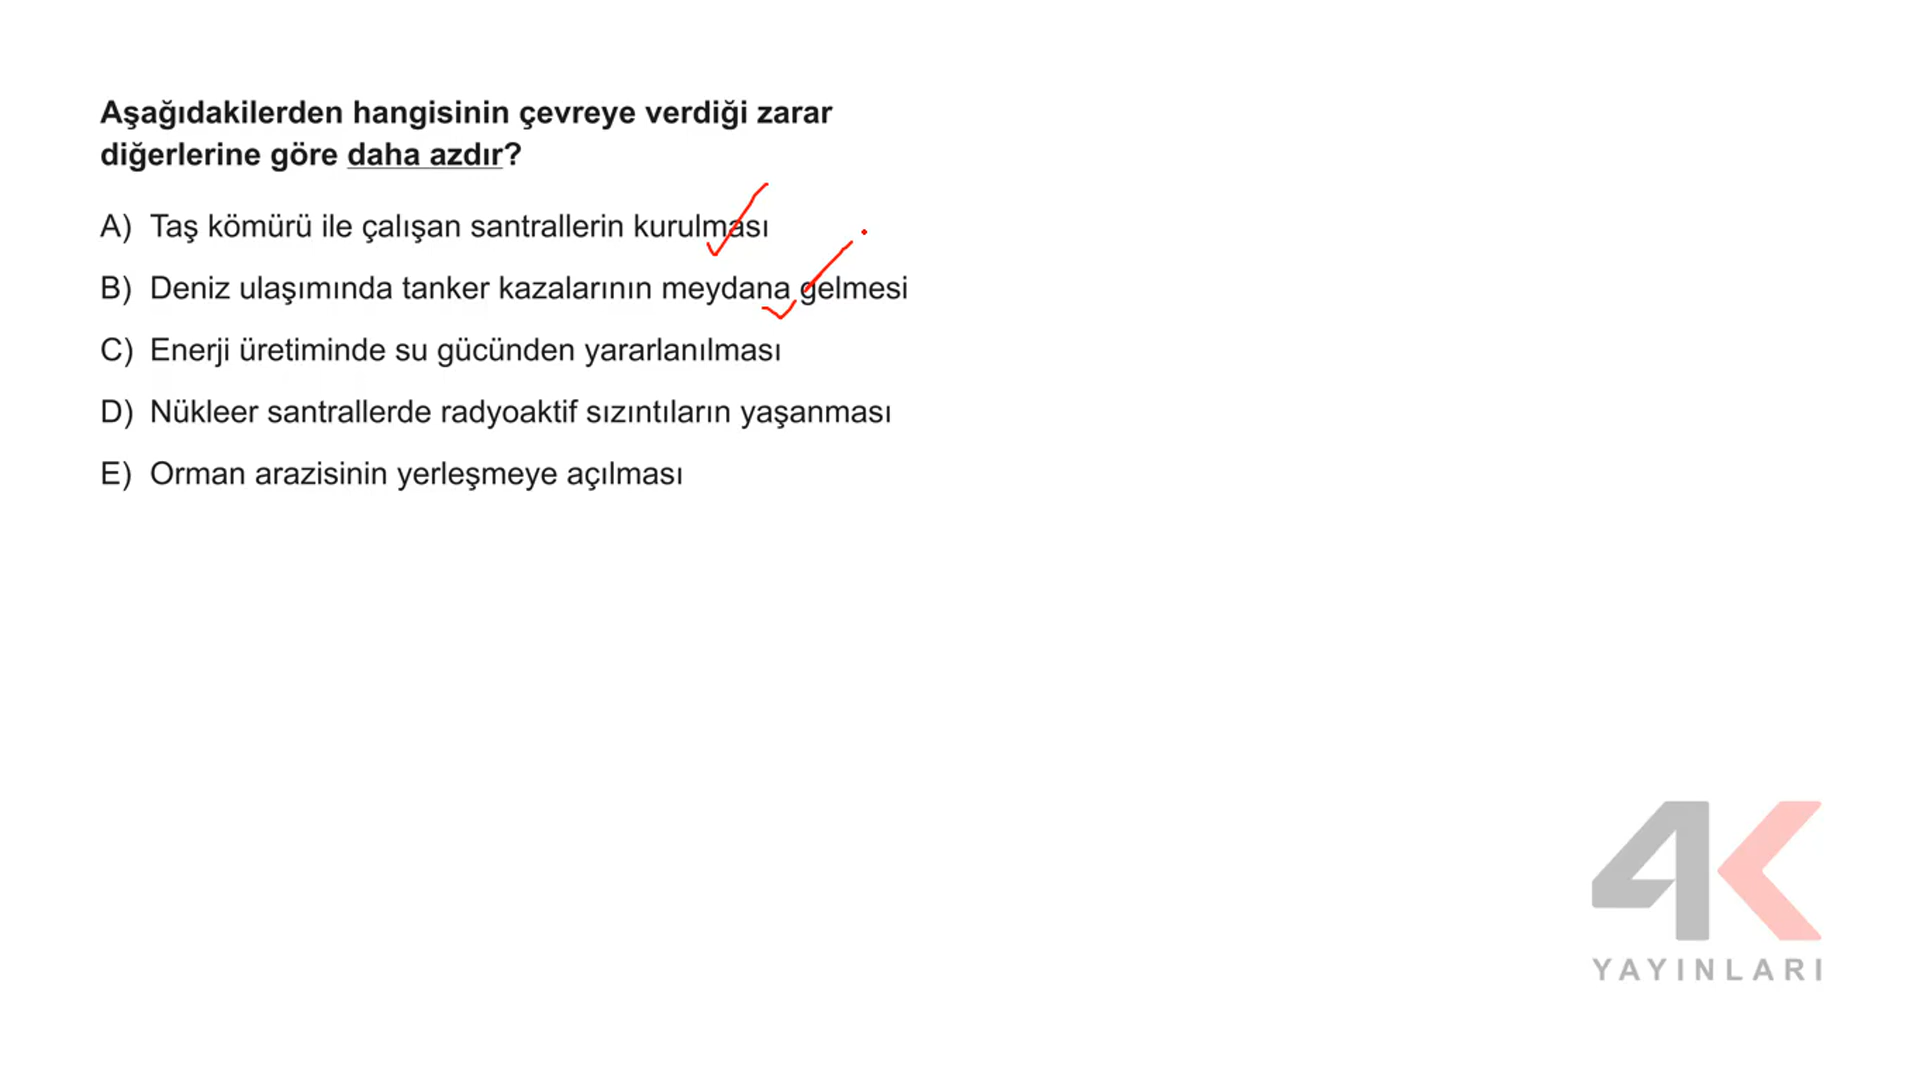 Aşağıdakilerden hangisinin çevreye verdiği zarar
diğerlerine göre daha azdır?
A) Taş kömürü ile çalışan santrallerin kurulması
B) Deniz ulaşımında tanker kazalarının meydana gelmesi
C) Enerji üretiminde su gücünden yararlanılması
D) Nükleer santrallerde radyoaktif sızıntıların yaşanması
E) Orman arazisinin yerleşmeye açılması
4K
YAYINLARI